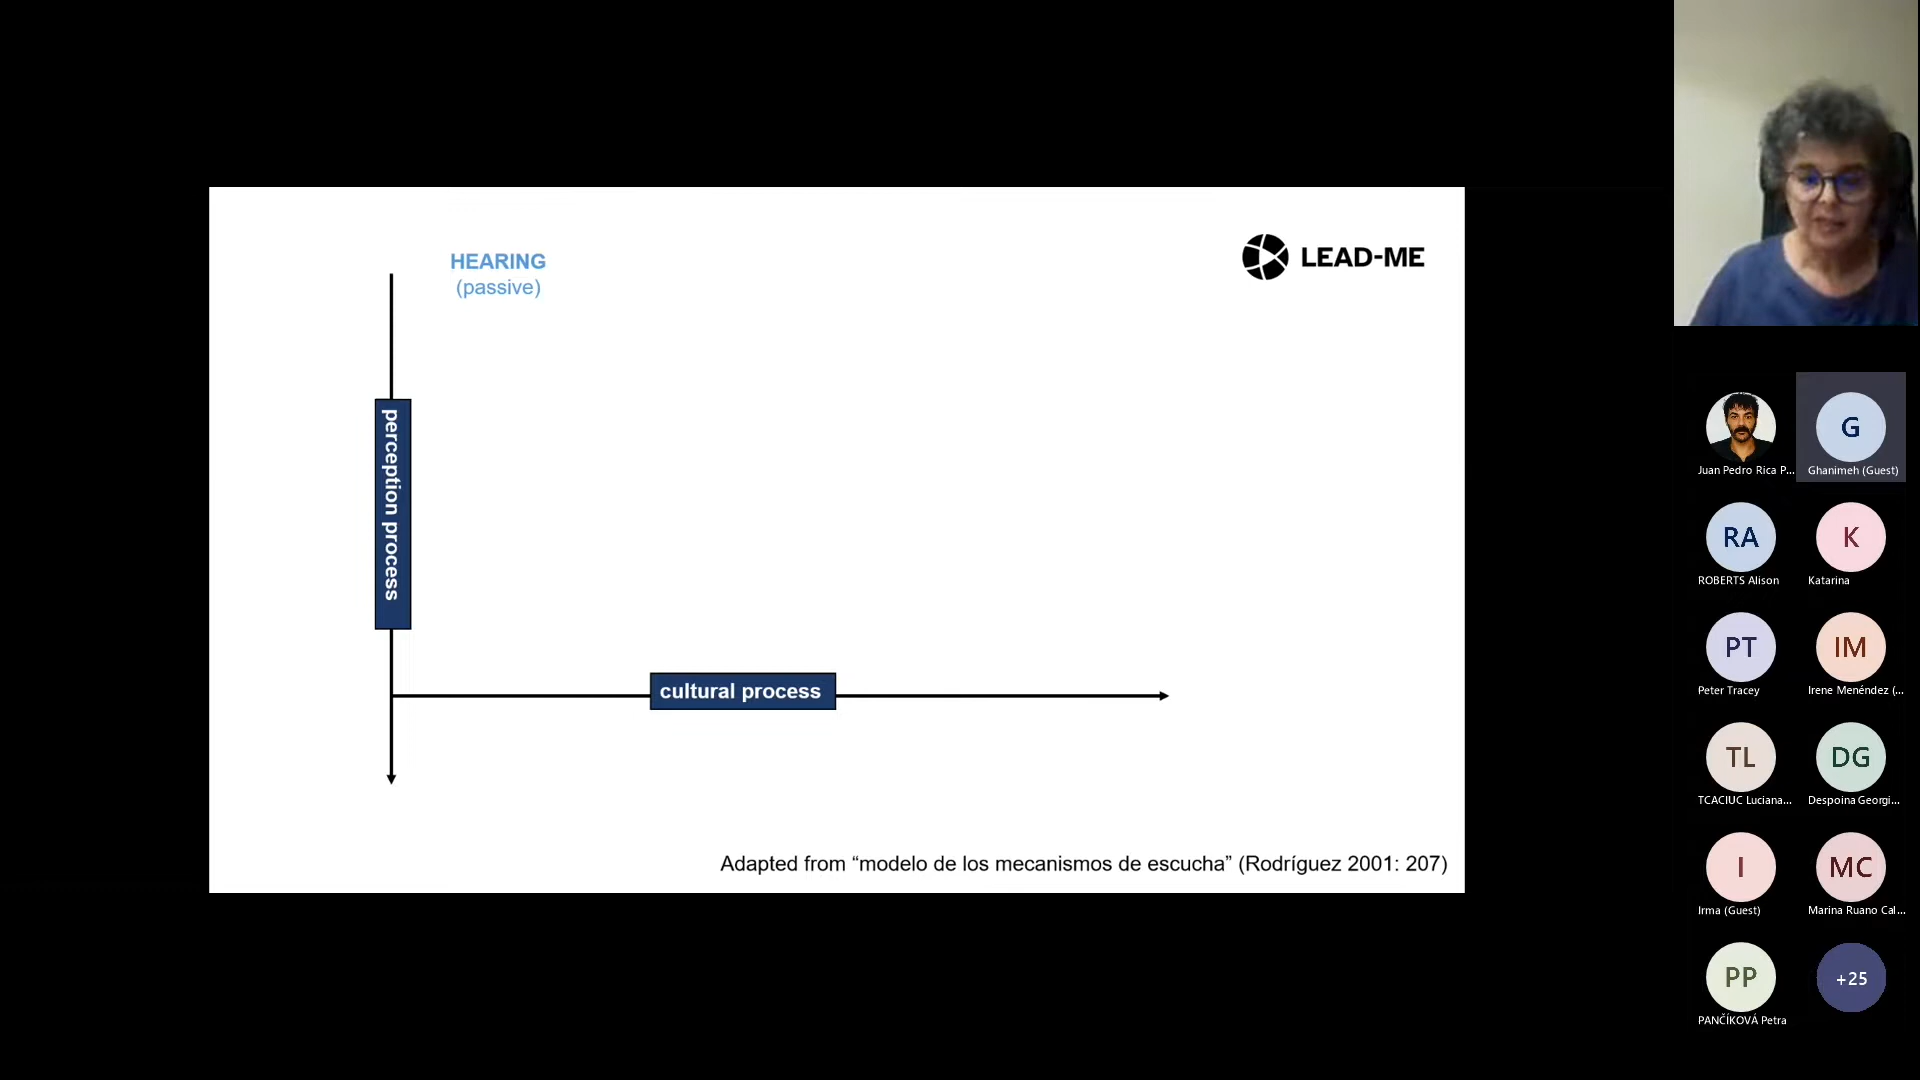 HEARING
(passive)
LEAD-ME
perception process
cultural process
Adapted from “modelo de los mecanismos de escucha” (Rodríguez 2001: 207)
Juan Pedro Rica P...
G
Ghanimeh (Guest)
RA
ROBERTS Alison
K
Katarina
PT
Peter Tracey
IM
Irene Menéndez (...
TL
TCACIUC Luciana...
DG
Despoina Georgi...
I
Irma (Guest)
MC
Marina Ruano Cal...
PP
PANČÍKOVÁ Petra
+25